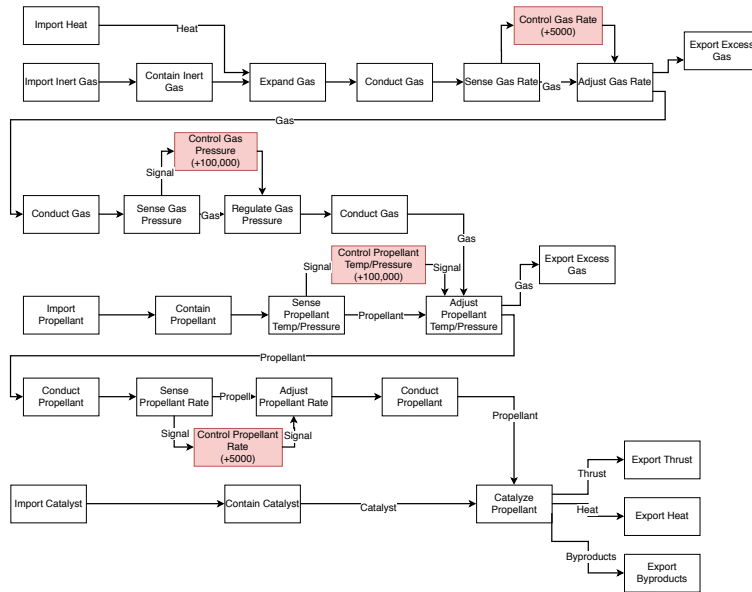 Import Heat
Heat
Control Gas Rate
(+5000)
Export Excess
Gas
Import Inert Gas
Contain Inert
Gas
Expand Gas
Conduct Gas
Sense Gas Rate
Gas
Adjust Gas Rate
Gas
Control Gas
Pressure
(+100,000)
Signal
Conduct Gas
Sense Gas
Pressure
Gas
Regulate Gas
Pressure
Conduct Gas
Gas
Control Propellant
Temp/Pressure
(+100,000)
Signal
Signal
Export Excess
Gas
Gas
Import
Propellant
Contain
Propellant
Sense
Propellant
Temp/Pressure
Propellant
Adjust
Propellant
Temp/Pressure
Propellant
Conduct
Propellant
Sense
Propellant Rate
Propell
Adjust
Propellant Rate
Conduct
Propellant
Propellant
Signal
Control Propellant
Rate
(+5000)
Signal
Export Thrust
Thrust
Import Catalyst
Contain Catalyst
Catalyst
Catalyze
Propellant
Heat
Export Heat
Byproducts
Export
Byproducts